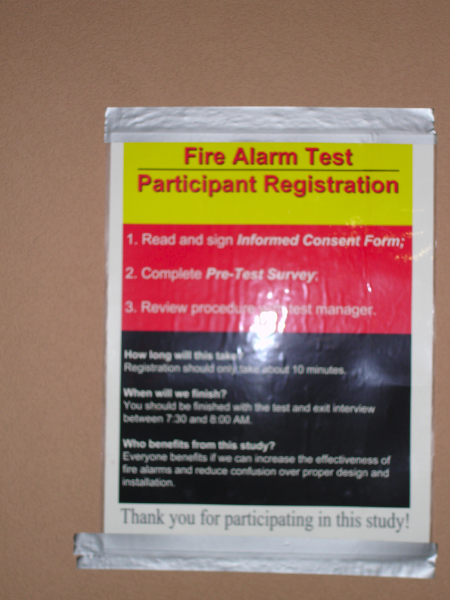 Fire Alarm Test
Participant Registration
1. Read and sign Informed Consent Form;
2. Complete Pre-Test Survey;
3. Review procedure test manager.
How long will this take?
Registration should only take about 10 minutes.
When will we finish?
You should be finished with the test and exit interview
between 7:30 and 8:00 AM.
Who benefits from this study?
Everyone benefits if we can increase the effectiveness of
fire alarms and reduce confusion over proper design and
installation.
Thank you for participating in this study!